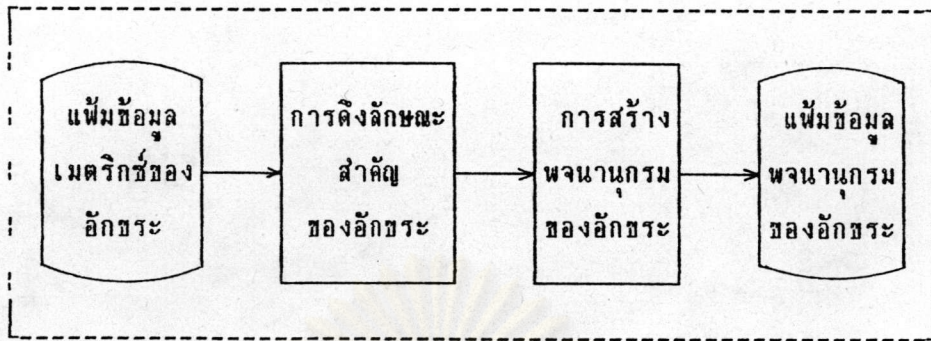 แฟ้มข้อมูล
เมตริกซ์ของ
อักขระ
การดึงลักษณะ
สำคัญ
ของอักขระ
การสร้าง
พจนานุกรม
ของอักขระ
แฟ้มข้อมูล
พจนานุกรม
ของอักขระ